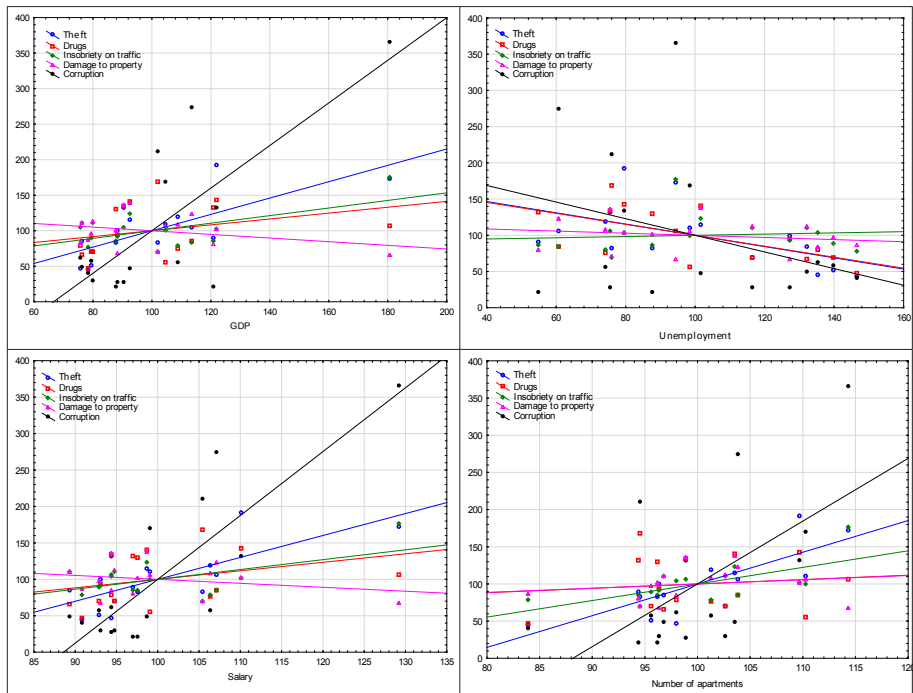 400
Theft
Drugs
350
Insobriety on traffic
Damage to property
Corruption
300
250
200
150
100
50
0
60 80 100 120 140 160 180 200
GDP
400
Theft
Drugs
350
Insobriety on traffic
Damage to property
Corruption
300
250
200
150
100
50
0
40 60 80 100 120 140 160
Unemployment
400
Theft
Drugs
350
Insobriety on traffic
Damage to property
Corruption
300
250
200
150
100
50
0
85 90 95 100 105 110 115 120 125 130 135
Salary
400
Theft
Drugs
350
Insobriety on traffic
Damage to property
Corruption
300
250
200
150
100
50
0
80 85 90 95 100 105 110 115 120
Number of apartments